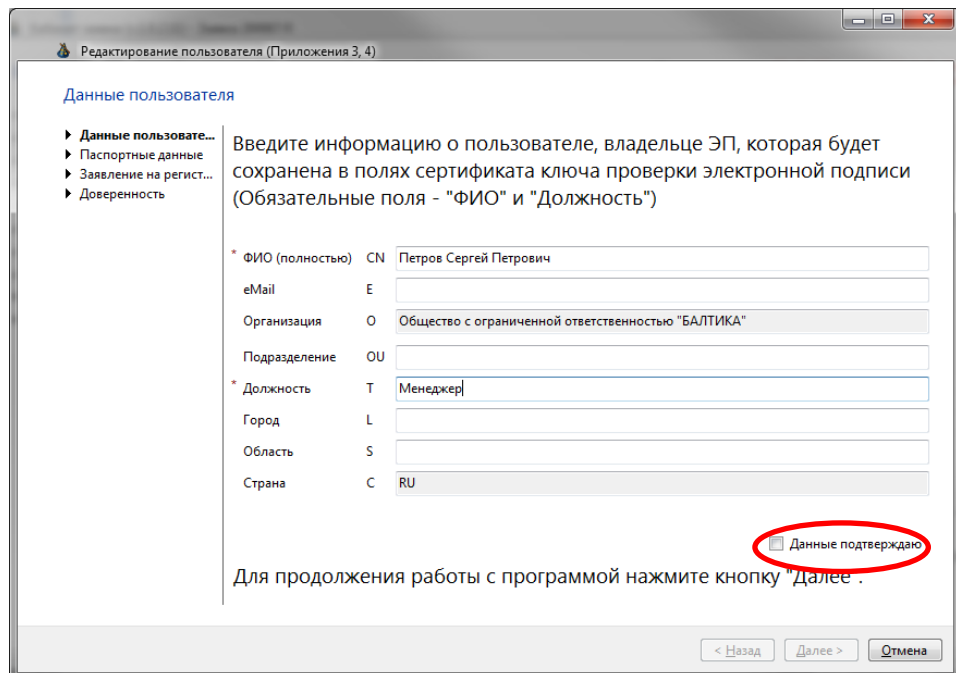 Редактирование пользователя (Приложения 3, 4)
Данные пользователя
Данные пользовате...
Паспортные данные
Заявление на регист...
Доверенность
Введите информацию о пользователе, владельце ЭП, которая будет
сохранена в полях сертификата ключа проверки электронной подписи
(Обязательные поля - "ФИО" и "Должность")
* ФИО (полностью) CN Петров Сергей Петрович
eMail E
Организация O Общество с ограниченной ответственностью "БАЛТИКА"
Подразделение OU
* Должность T Менеджер
Город L
Область S
Страна C RU
Данные подтверждаю
Для продолжения работы с программой нажмите кнопку "Далее".
< Назад Далее > Отмена